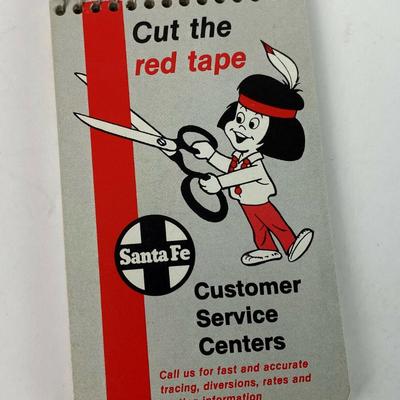 Cut the
red tape
Santa Fe
Customer
Service
Centers
Call us for fast and accurate
tracing, diversions, rates and
information